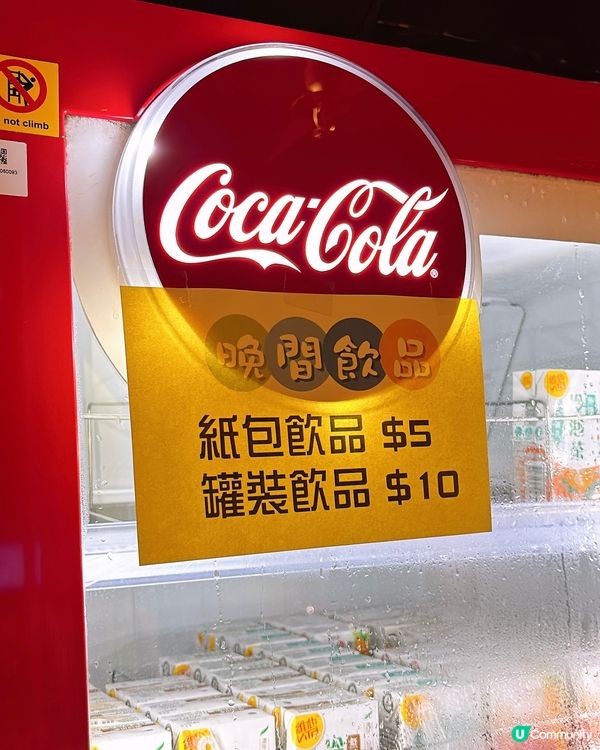 not climb
060093
Coca-Cola
晚間飲品
紙包飲品 $5
罐裝飲品 $10
U Community